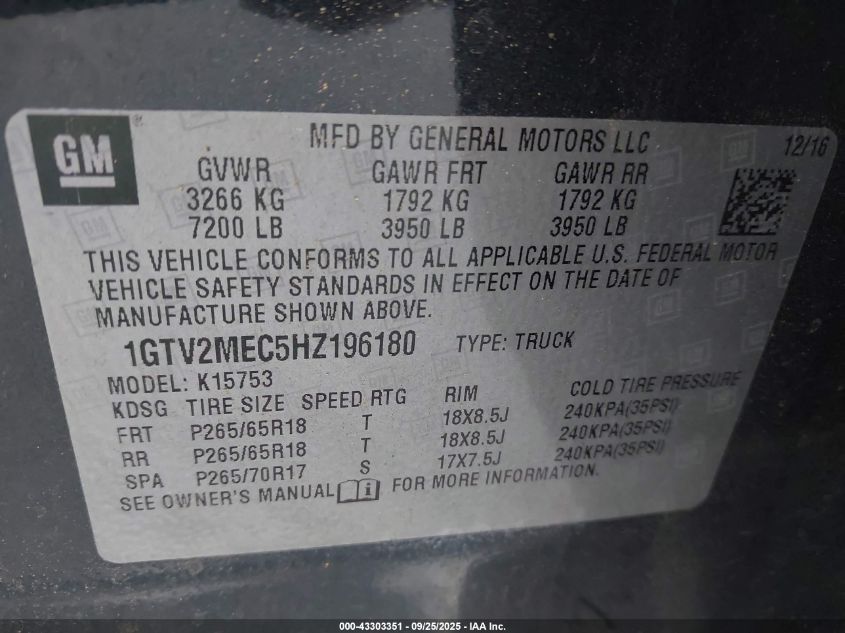 GM
MFD BY GENERAL MOTORS LLC 12/16
GVWR GAWR FRT GAWR RR
3266 KG 1792 KG 1792 KG
7200 LB 3950 LB 3950 LB
THIS VEHICLE CONFORMS TO ALL APPLICABLE U.S. FEDERAL MOTOR
VEHICLE SAFETY STANDARDS IN EFFECT ON THE DATE OF
MANUFACTURE SHOWN ABOVE.
1GTV2MEC5HZ196180 TYPE: TRUCK
MODEL: K15753
KDSG TIRE SIZE SPEED RTG RIM COLD TIRE PRESSURE
FRT P265/65R18 T 18X8.5J 240KPA(35PSI)
RR P265/65R18 T 18X8.5J 240KPA(35PSI)
SPA P265/70R17 S 17X7.5J 240KPA(35PSI)
SEE OWNER'S MANUAL FOR MORE INFORMATION.
000-43303351 - 09/25/2025 - IAA Inc.